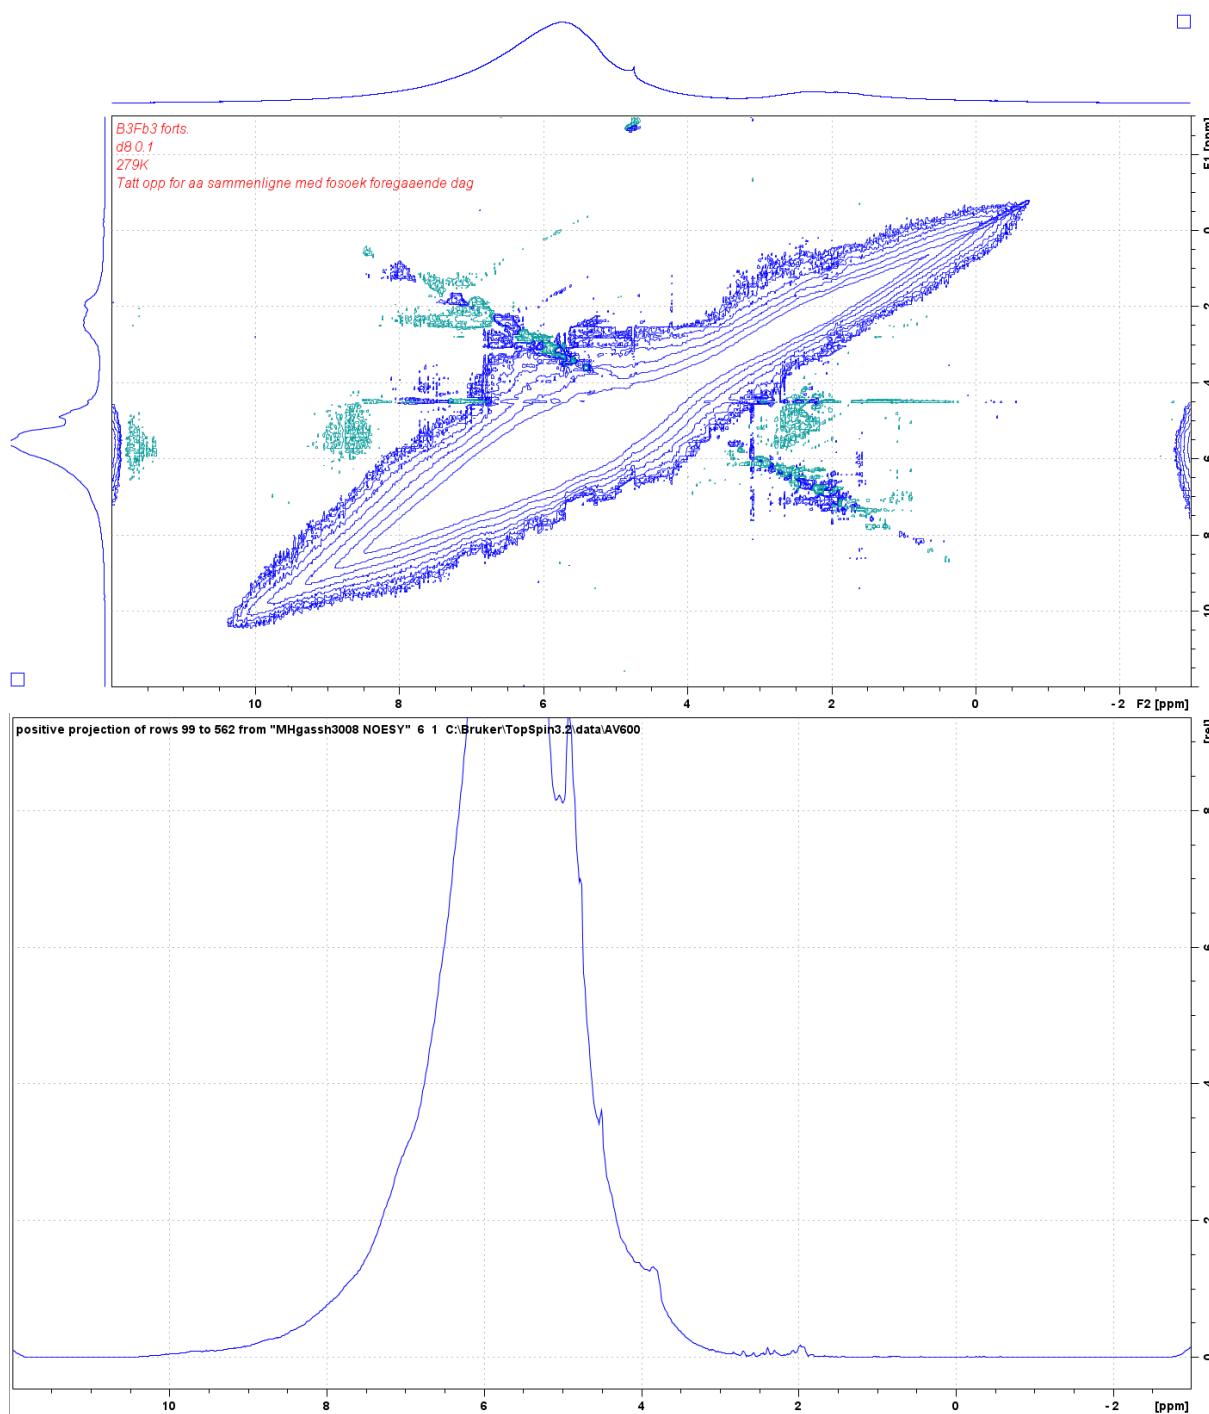 B3Fb3 forts.
d8 0.1
279K
Tatt opp for aa sammenligne med fosoek foregaaende dag
F1 [ppm]
0
2
4
6
8
10
10 8 6 4 2 0 -2 F2 [ppm]
positive projection of rows 99 to 562 from "MHgassh3008 NOESY" 6 1 C:\Bruker\TopSpin3.2\data\AV600
[rel]
8
6
4
2
0
10 8 6 4 2 0 -2 [ppm]